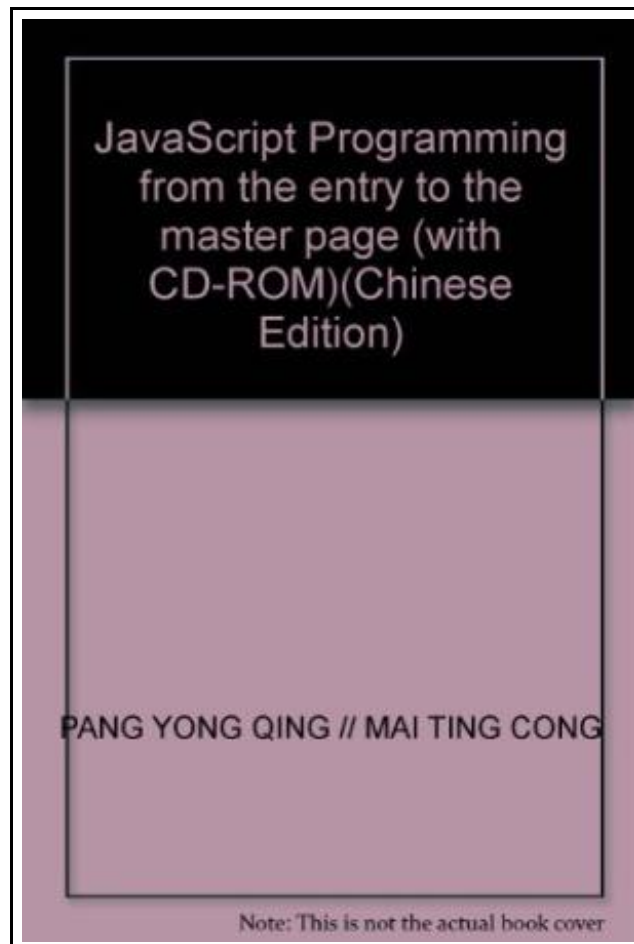 JavaScript Programming
from the entry to the
master page (with
CD-ROM)(Chinese
Edition)
PANG YONG QING // MAI TING CONG
Note: This is not the actual book cover